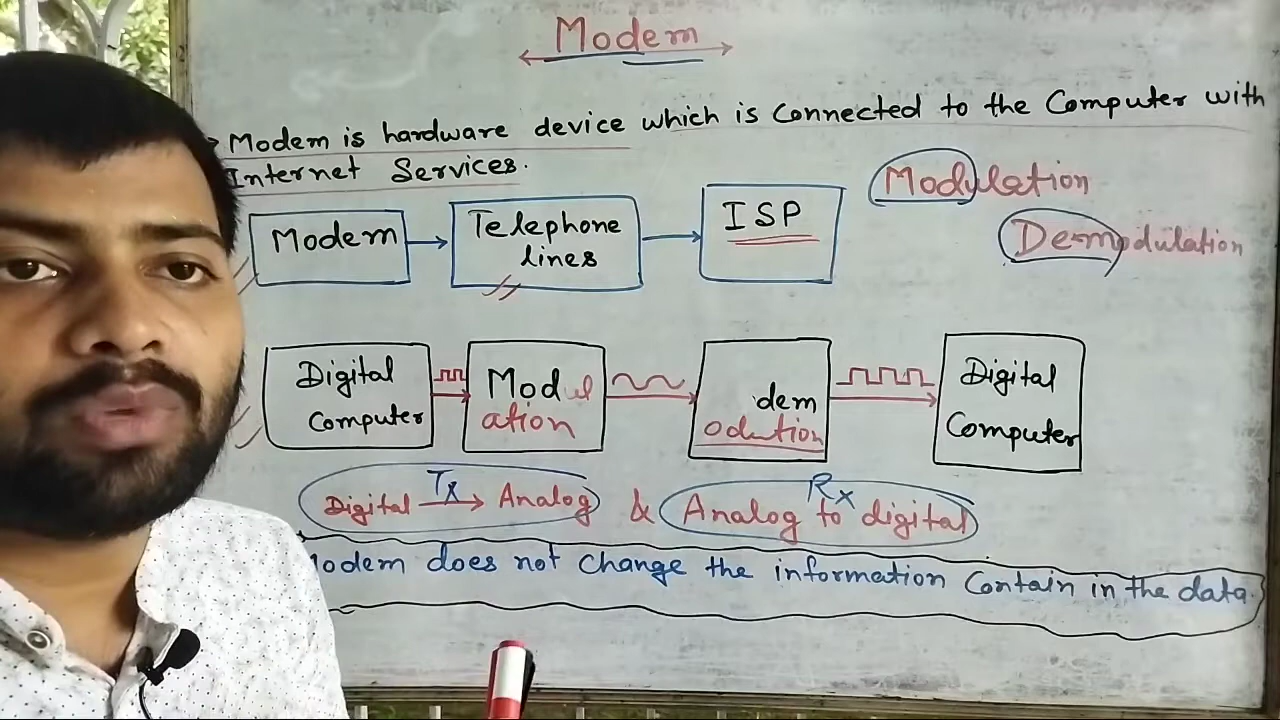 Modem
Modem is hardware device which is connected to the Computer with
Internet Services.
Modulation
Demodulation
Modem
Telephone
lines
ISP
Digital
Computer
Modul
ation
dem
odution
Digital
Computer
Tx
Digital → Analog & Analog to digital
Rx
Modem does not change the information Contain in the data.